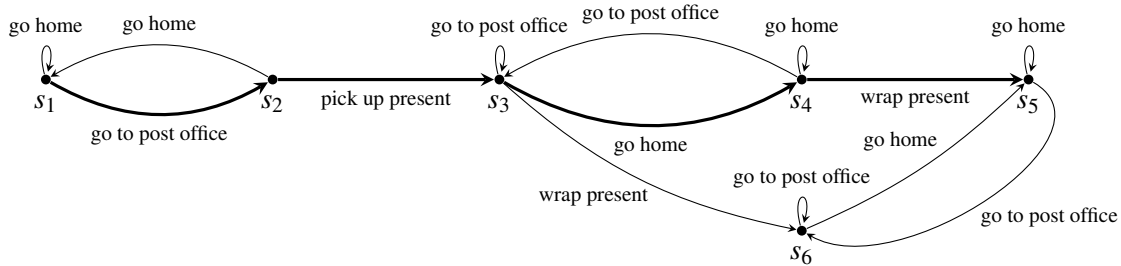 go home
go home
go to post office
go to post office
go home
go home
s1
s2
s3
s4
s5
pick up present
wrap present
go to post office
go home
go home
wrap present
go to post office
go to post office
s6